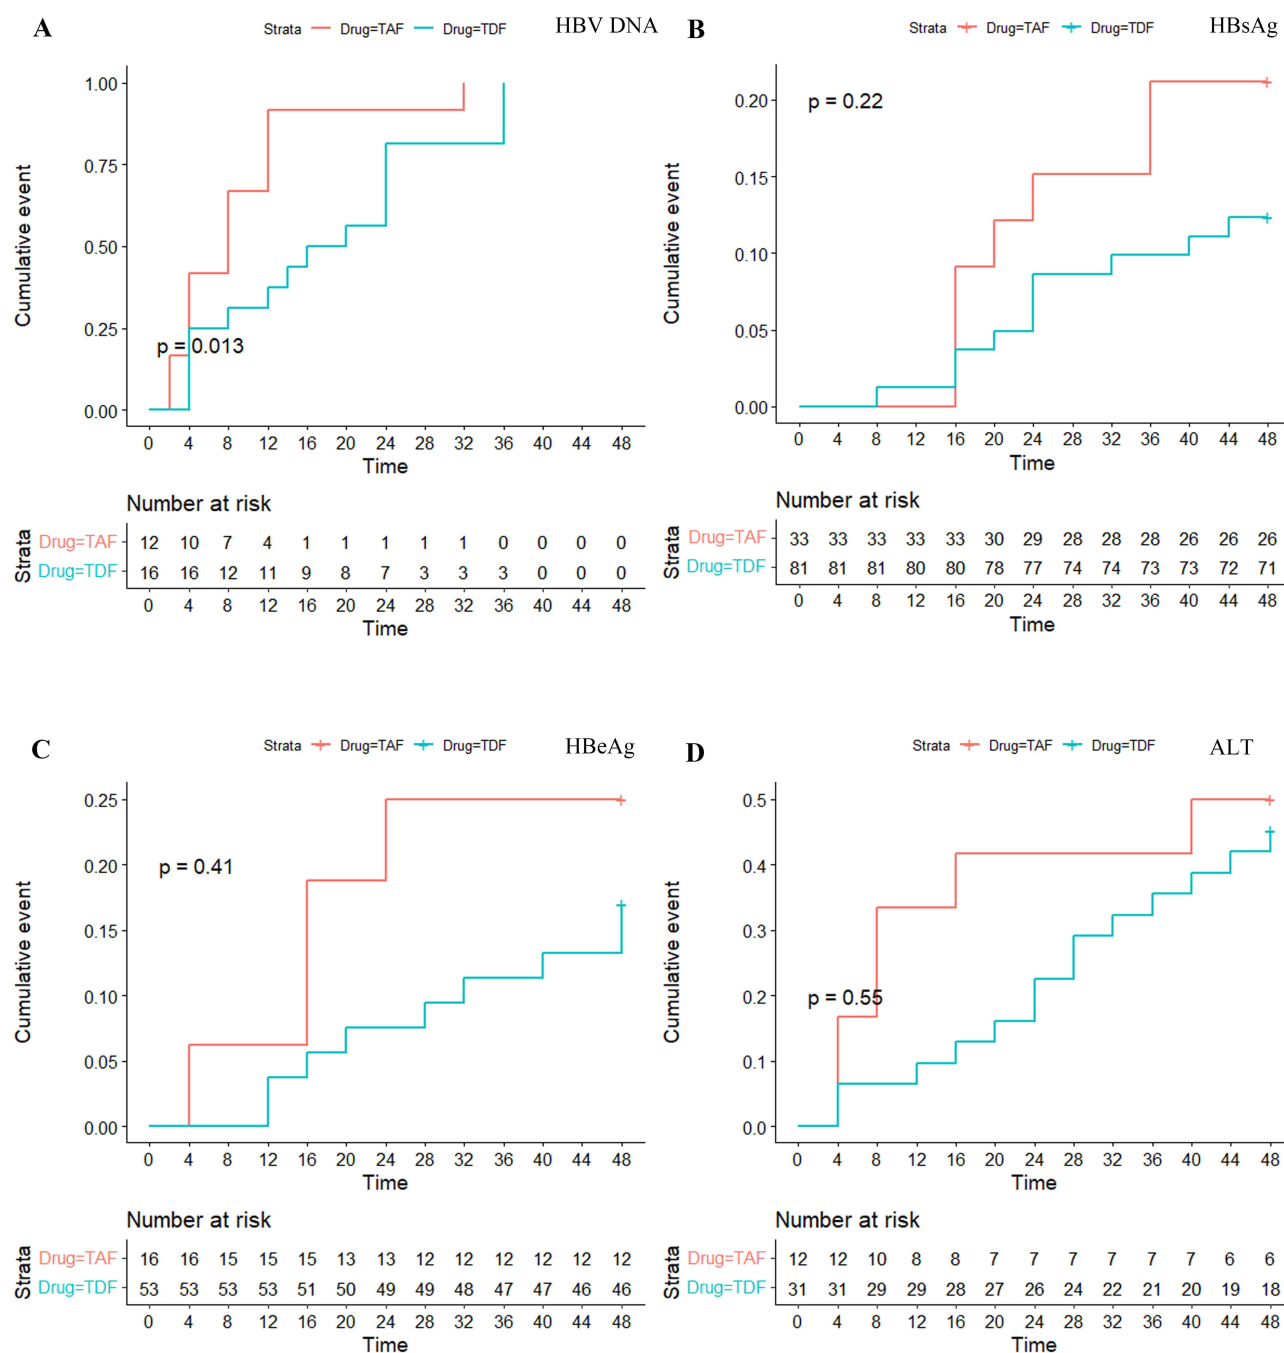 A
Strata Drug=TAF Drug=TDF
HBV DNA
1.00
0.75
0.50
0.25
0.00
Cumulative event
p = 0.013
0 4 8 12 16 20 24 28 32 36 40 44 48
Time
Number at risk
Strata
Drug=TAF 12 10 7 4 1 1 1 1 1 0 0 0 0
Drug=TDF 16 16 12 11 9 8 7 3 3 3 0 0 0
0 4 8 12 16 20 24 28 32 36 40 44 48
Time
B
Strata Drug=TAF Drug=TDF
HBsAg
0.20
0.15
0.10
0.05
0.00
Cumulative event
p = 0.22
0 4 8 12 16 20 24 28 32 36 40 44 48
Time
Number at risk
Strata
Drug=TAF 33 33 33 33 33 30 29 28 28 28 26 26 26
Drug=TDF 81 81 81 80 80 78 77 74 74 73 73 72 71
0 4 8 12 16 20 24 28 32 36 40 44 48
Time
C
Strata Drug=TAF Drug=TDF
HBeAg
0.25
0.20
0.15
0.10
0.05
0.00
Cumulative event
p = 0.41
0 4 8 12 16 20 24 28 32 36 40 44 48
Time
Number at risk
Strata
Drug=TAF 16 16 15 15 15 13 13 12 12 12 12 12 12
Drug=TDF 53 53 53 53 51 50 49 49 48 47 47 46 46
0 4 8 12 16 20 24 28 32 36 40 44 48
Time
D
Strata Drug=TAF Drug=TDF
ALT
0.5
0.4
0.3
0.2
0.1
0.0
Cumulative event
p = 0.55
0 4 8 12 16 20 24 28 32 36 40 44 48
Time
Number at risk
Strata
Drug=TAF 12 12 10 8 8 7 7 7 7 7 7 6 6
Drug=TDF 31 31 29 29 28 27 26 24 22 21 20 19 18
0 4 8 12 16 20 24 28 32 36 40 44 48
Time